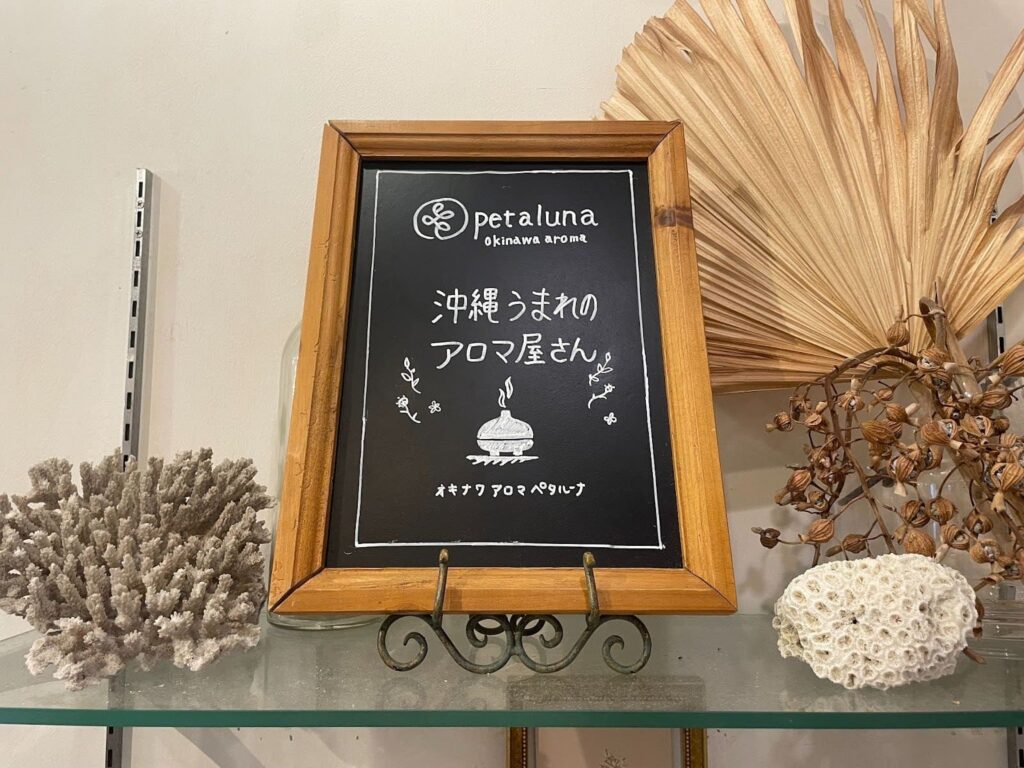 petaluna
okinawa aroma
沖縄うまれの
アロマ屋さん
オキナワ アロマ ペタルーナ